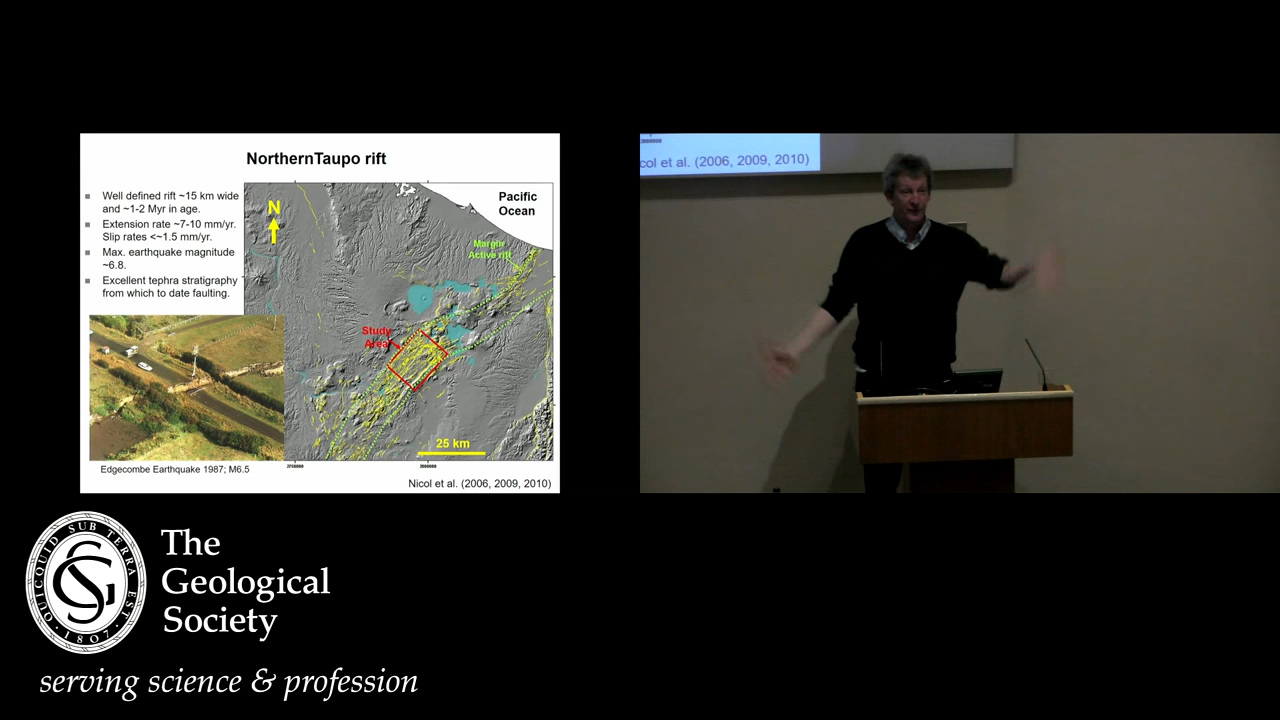 NorthernTaupo rift
Well defined rift ~15 km wide
and ~1-2 Myr in age.
Extension rate ~7-10 mm/yr.
Slip rates <~1.5 mm/yr.
Max. earthquake magnitude
~6.8.
Excellent tephra stratigraphy
from which to date faulting.
N
Pacific
Ocean
Margin
Active rift
Study
Area
25 km
2750000
2800000
Edgecombe Earthquake 1987; M6.5
Nicol et al. (2006, 2009, 2010)
col et al. (2006, 2009, 2010)
QUICQUID SUB TERRA EST
· 1807 ·
GS
The
Geological
Society
serving science & profession